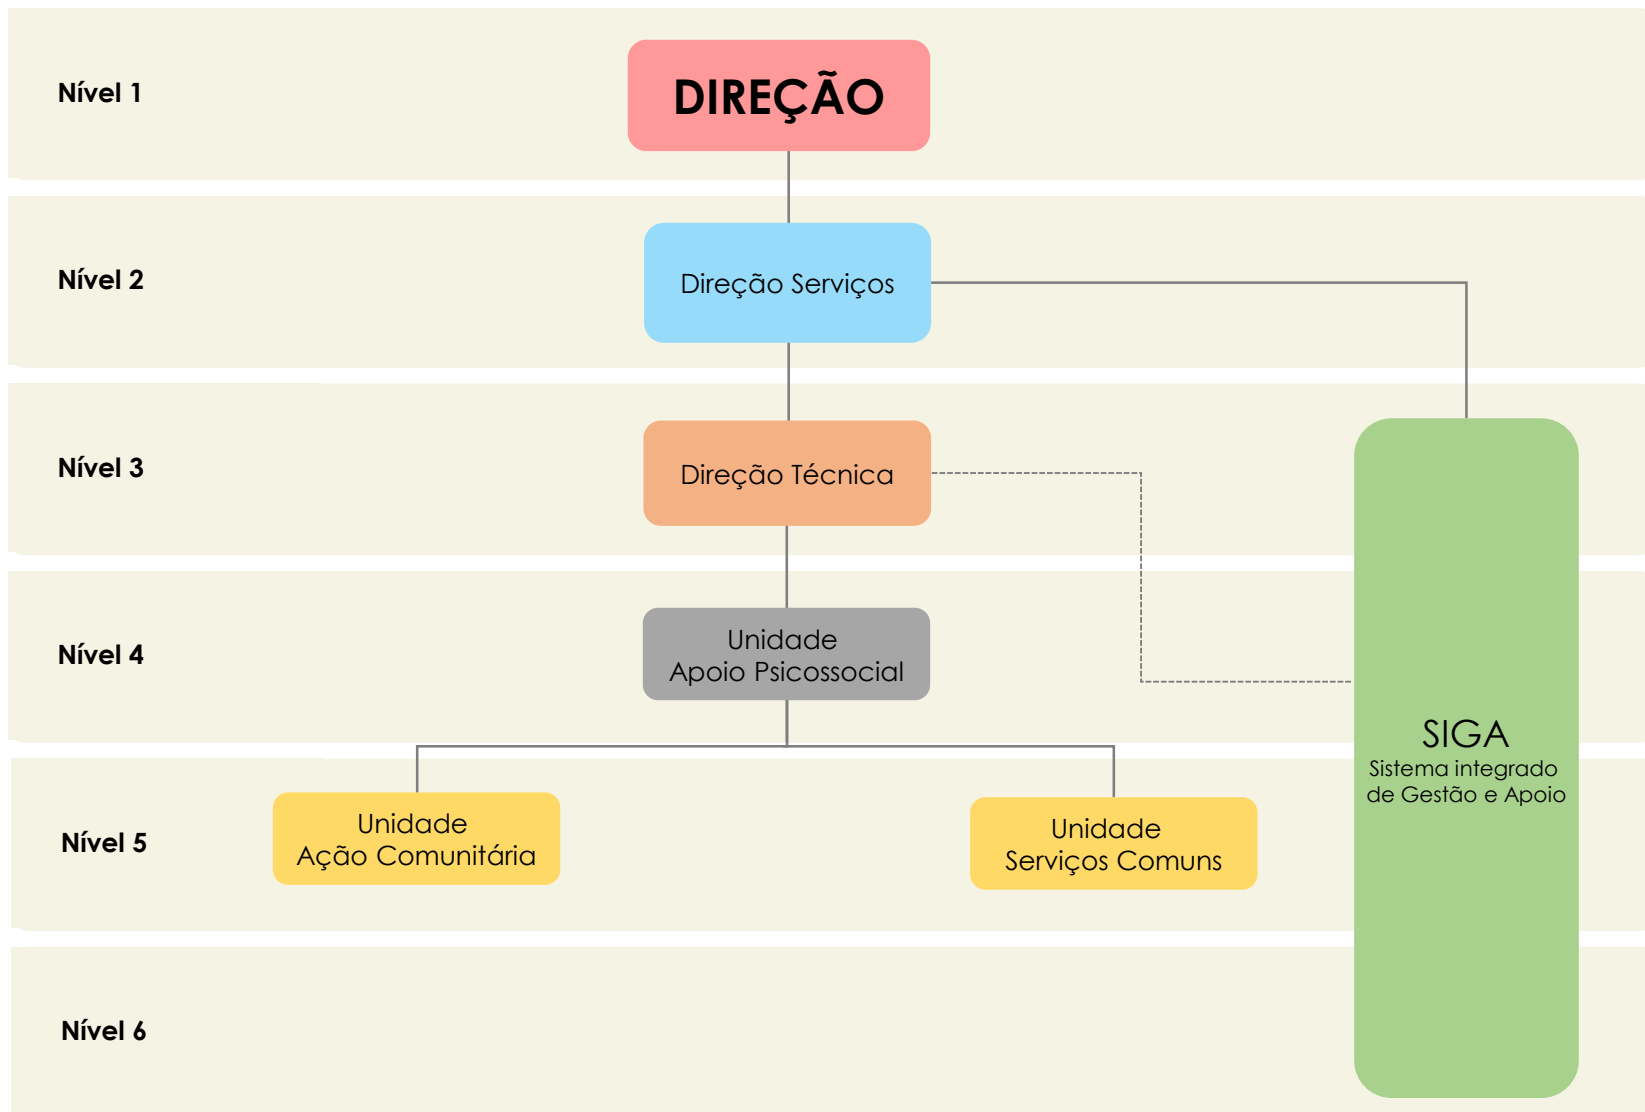 Nível 1
DIREÇÃO
Nível 2
Direção Serviços
Nível 3
Direção Técnica
Nível 4
Unidade
Apoio Psicossocial
SIGA
Sistema integrado
de Gestão e Apoio
Nível 5
Unidade
Ação Comunitária
Unidade
Serviços Comuns
Nível 6